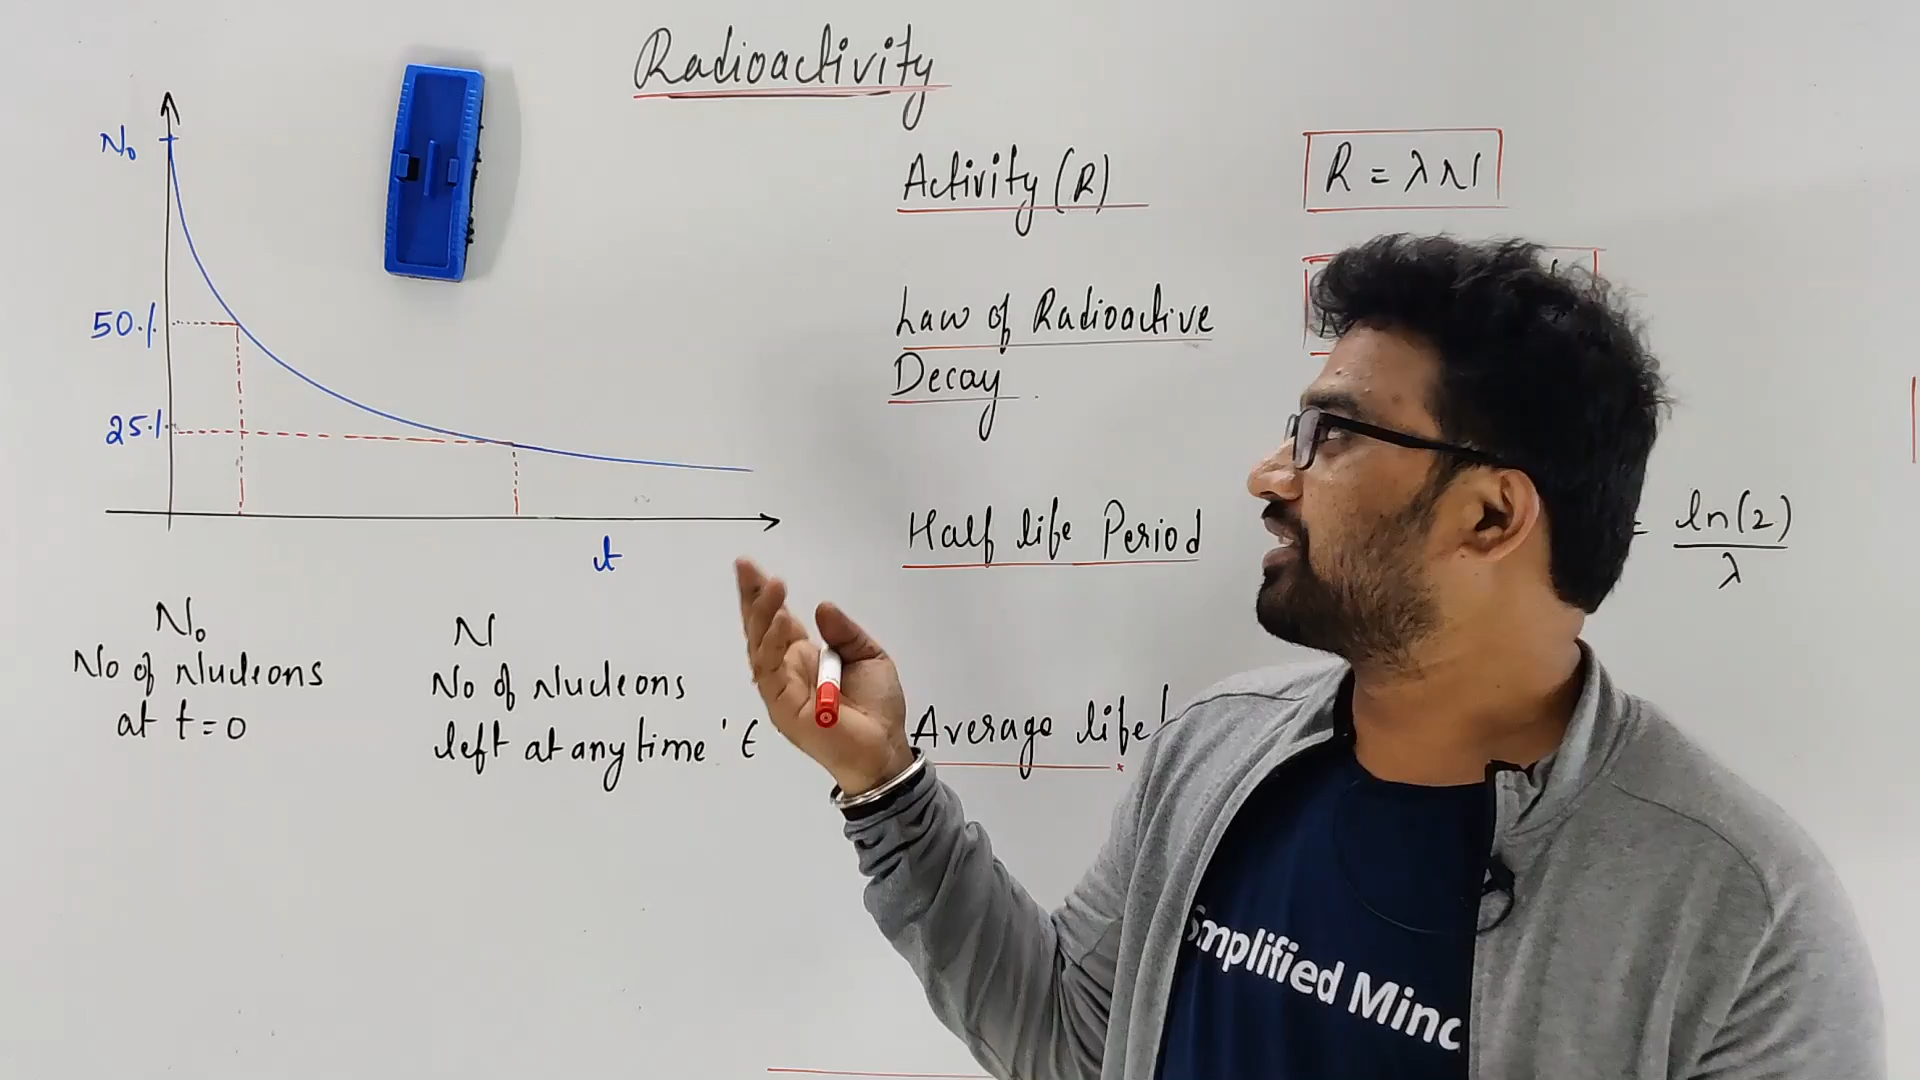 Radioactivity
N₀
50%
25%
t
N₀
No of Nucleons
at t=0
N
No of Nucleons
left at any time 't
Activity (R)
R = λN
Law of Radioactive
Decay
Half life Period
= ln(2)
λ
Average life
Simplified Minc